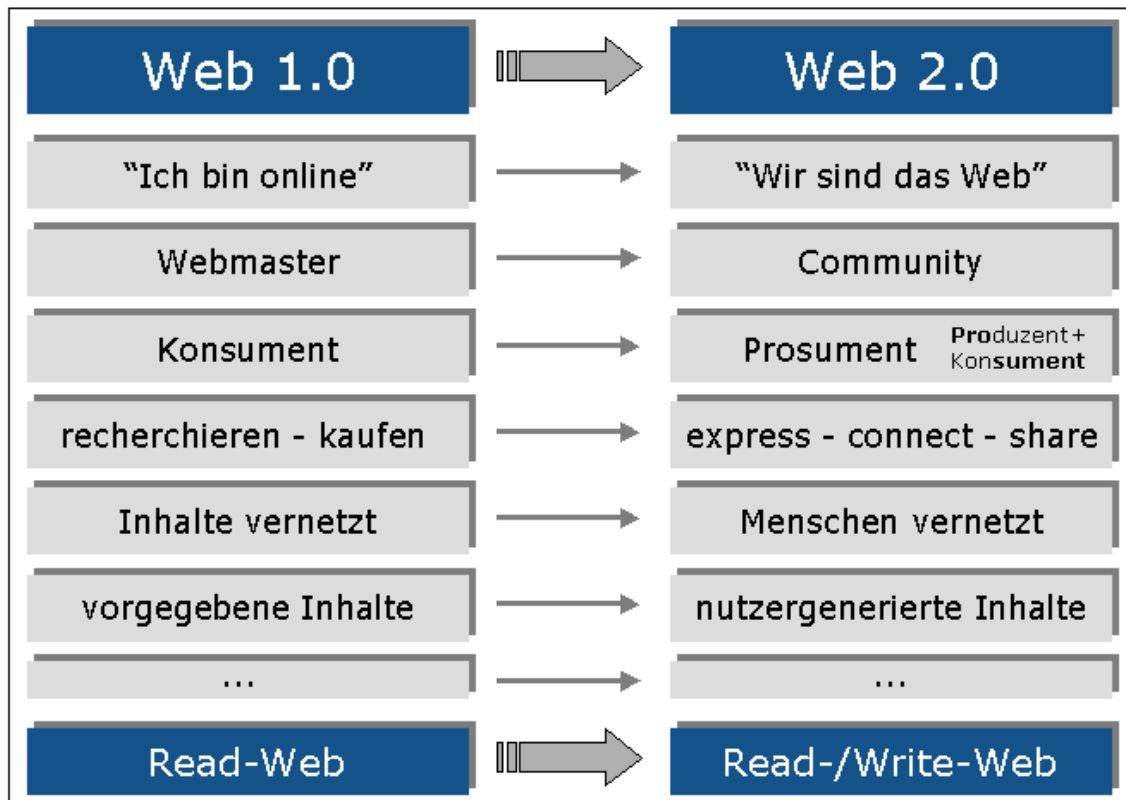 Web 1.0 Web 2.0
“Ich bin online” “Wir sind das Web”
Webmaster Community
Konsument Prosument Produzent+
Konsument
recherchieren - kaufen express - connect - share
Inhalte vernetzt Menschen vernetzt
vorgegebene Inhalte nutzergenerierte Inhalte
... ...
Read-Web Read-/Write-Web